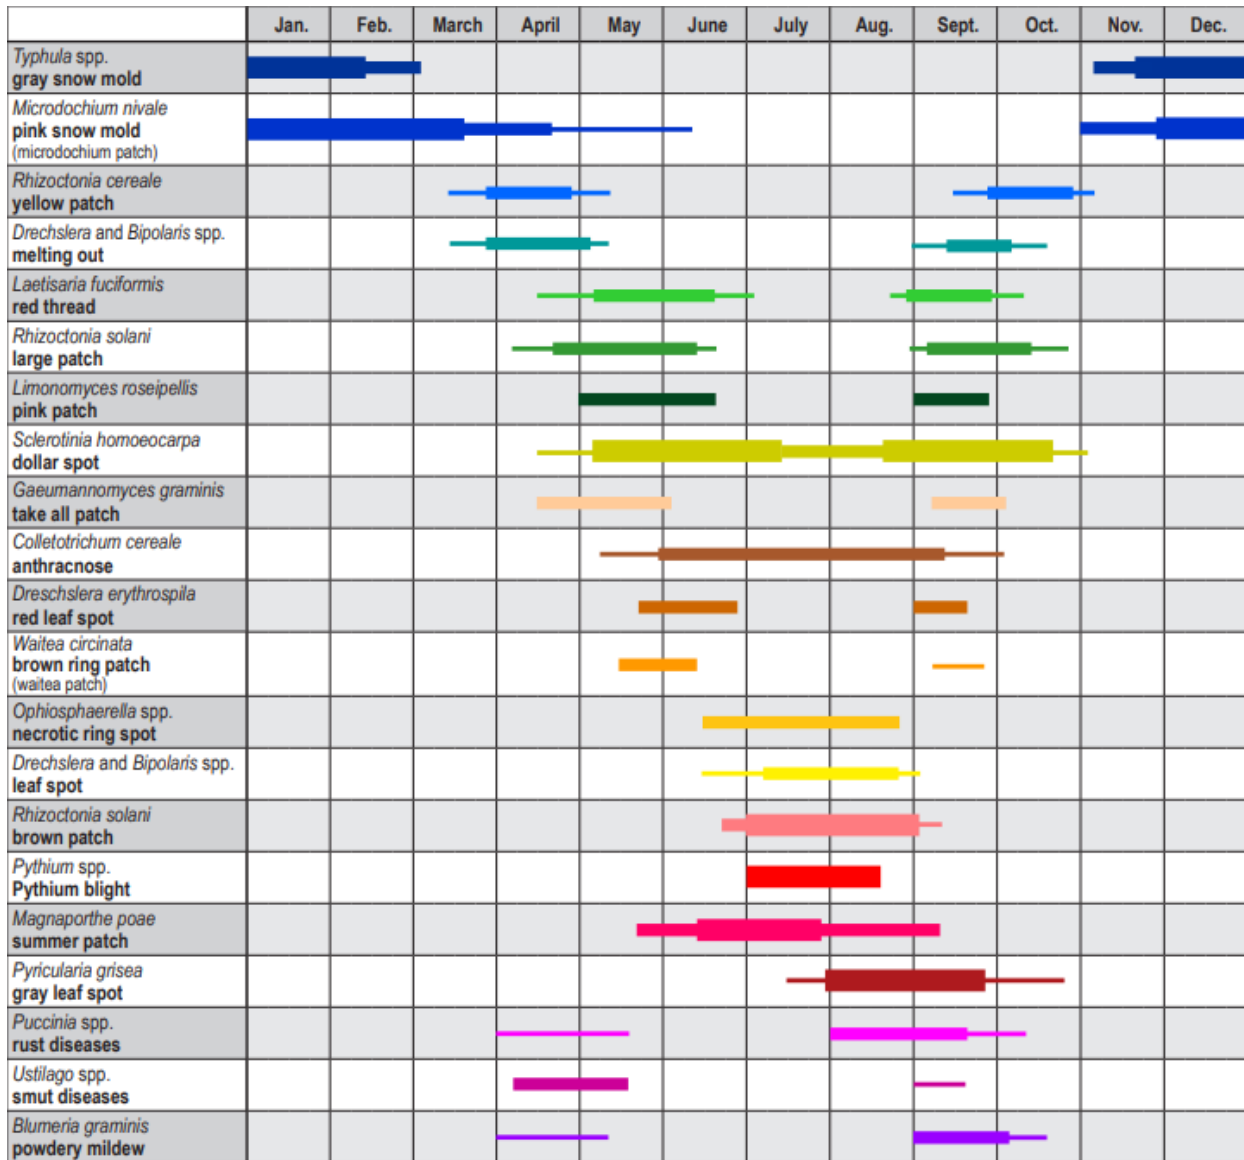 Jan. Feb. March April May June July Aug. Sept. Oct. Nov. Dec.
Typhula spp.
gray snow mold
Microdochium nivale
pink snow mold
(microdochium patch)
Rhizoctonia cereale
yellow patch
Drechslera and Bipolaris spp.
melting out
Laetisaria fuciformis
red thread
Rhizoctonia solani
large patch
Limonomyces roseipellis
pink patch
Sclerotinia homoeocarpa
dollar spot
Gaeumannomyces graminis
take all patch
Colletotrichum cereale
anthracnose
Dreschslera erythrospila
red leaf spot
Waitea circinata
brown ring patch
(waitea patch)
Ophiosphaerella spp.
necrotic ring spot
Drechslera and Bipolaris spp.
leaf spot
Rhizoctonia solani
brown patch
Pythium spp.
Pythium blight
Magnaporthe poae
summer patch
Pyricularia grisea
gray leaf spot
Puccinia spp.
rust diseases
Ustilago spp.
smut diseases
Blumeria graminis
powdery mildew